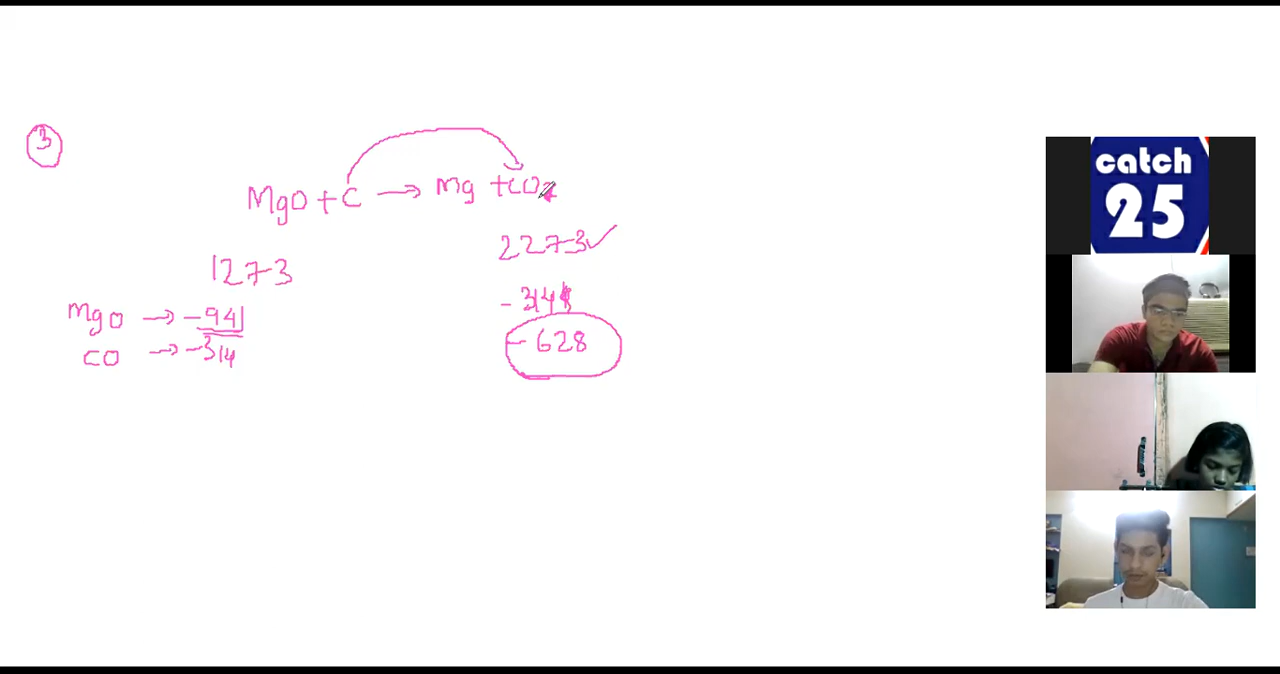 3
MgO + C → Mg + CO
1273
MgO → -941
CO → -314
2273✓
- 314
- 628
catch
25